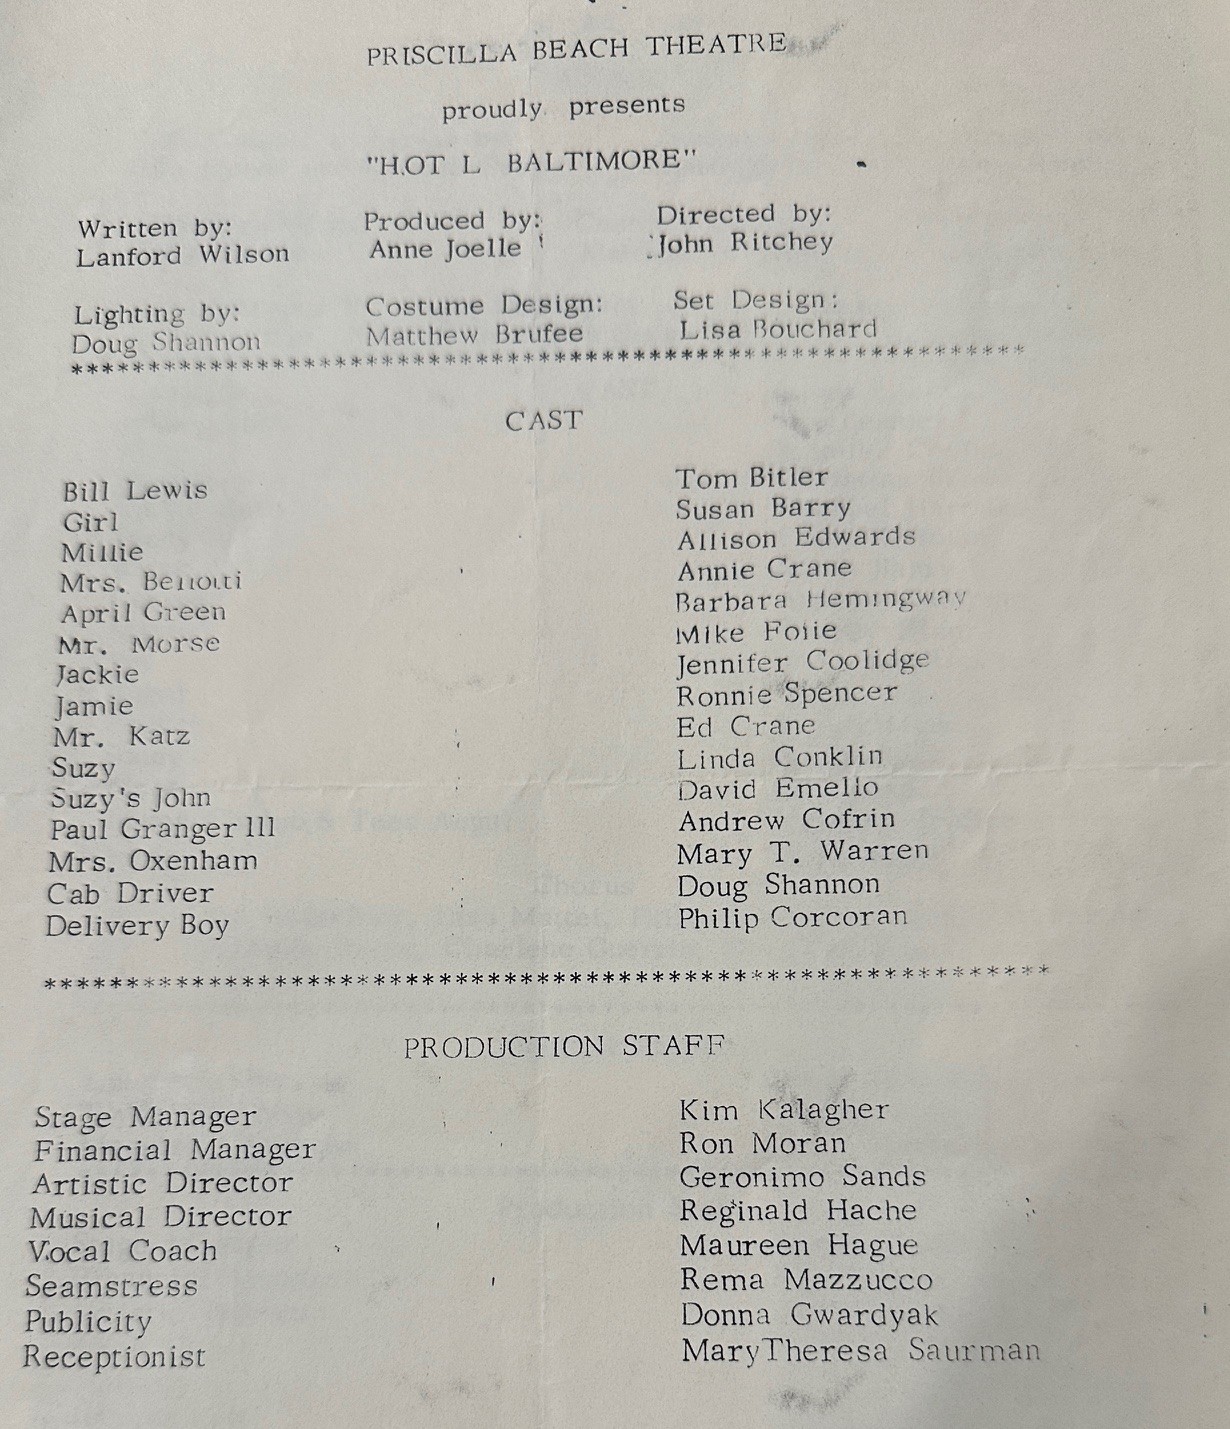 PRISCILLA BEACH THEATRE
proudly presents
"HOT L BALTIMORE"
Written by: Produced by: Directed by:
Lanford Wilson Anne Joelle John Ritchey
Lighting by: Costume Design: Set Design:
Doug Shannon Matthew Brufee Lisa Bouchard
****************************************************************
CAST
Bill Lewis Tom Bitler
Girl Susan Barry
Millie Allison Edwards
Mrs. Bellotti Annie Crane
April Green Barbara Hemingway
Mr. Morse Mike
Jackie Jennifer Coolidge
Jamie Ronnie Spencer
Mr. Katz Ed Crane
Suzy Linda Conklin
Suzy's John David Emello
Paul Granger lll Andrew Cofrin
Mrs. Oxenham Mary T. Warren
Cab Driver Doug Shannon
Delivery Boy Philip Corcoran
****************************************************************
PRODUCTION STAFF
Stage Manager Kim Kalagher
Financial Manager Ron Moran
Artistic Director Geronimo Sands
Musical Director Reginald Hache
Vocal Coach Maureen Hague
Seamstress Rema Mazzucco
Publicity Donna Gwardyak
Receptionist MaryTheresa Saurman